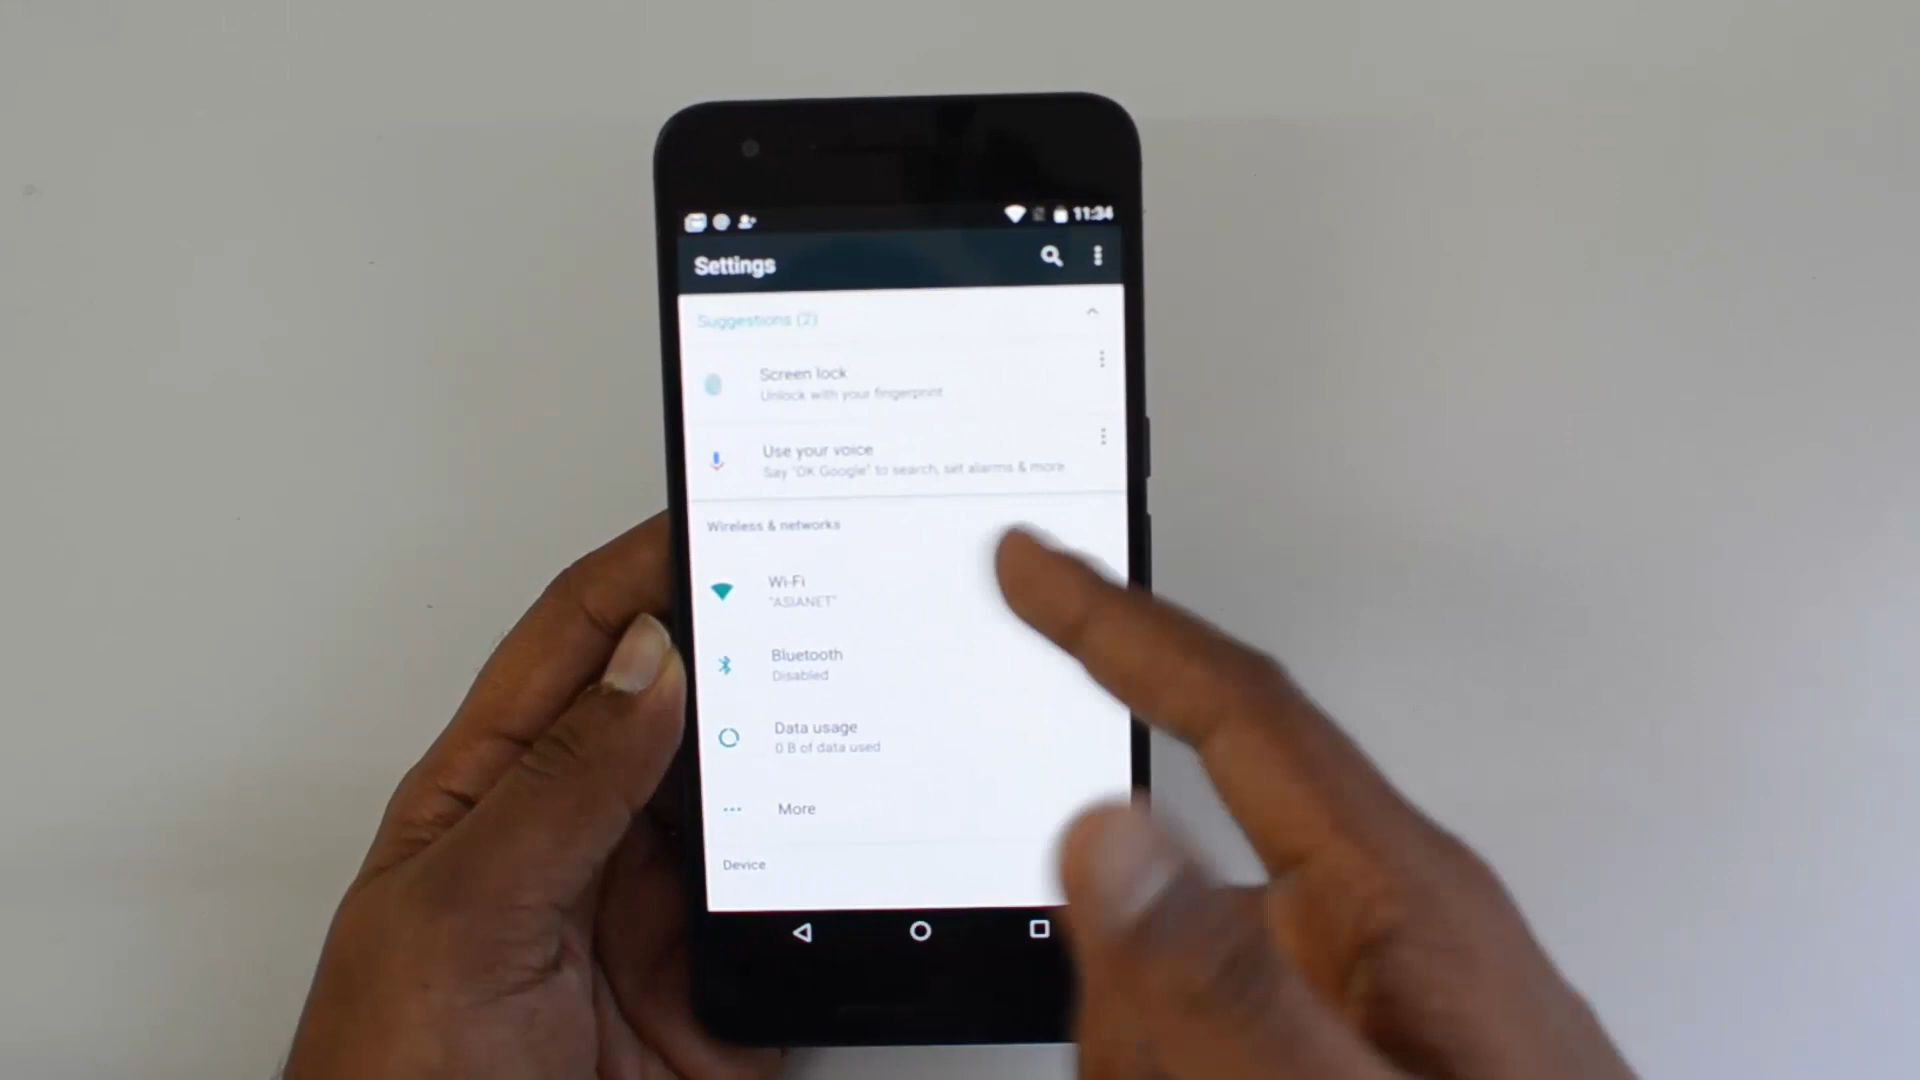 11:34
Settings
Suggestions (2)
Screen lock
Unlock with your fingerprint
Use your voice
Say "OK Google" to search, set alarms & more
Wireless & networks
Wi-Fi
"ASIANET"
Bluetooth
Disabled
Data usage
0 B of data used
More
Device